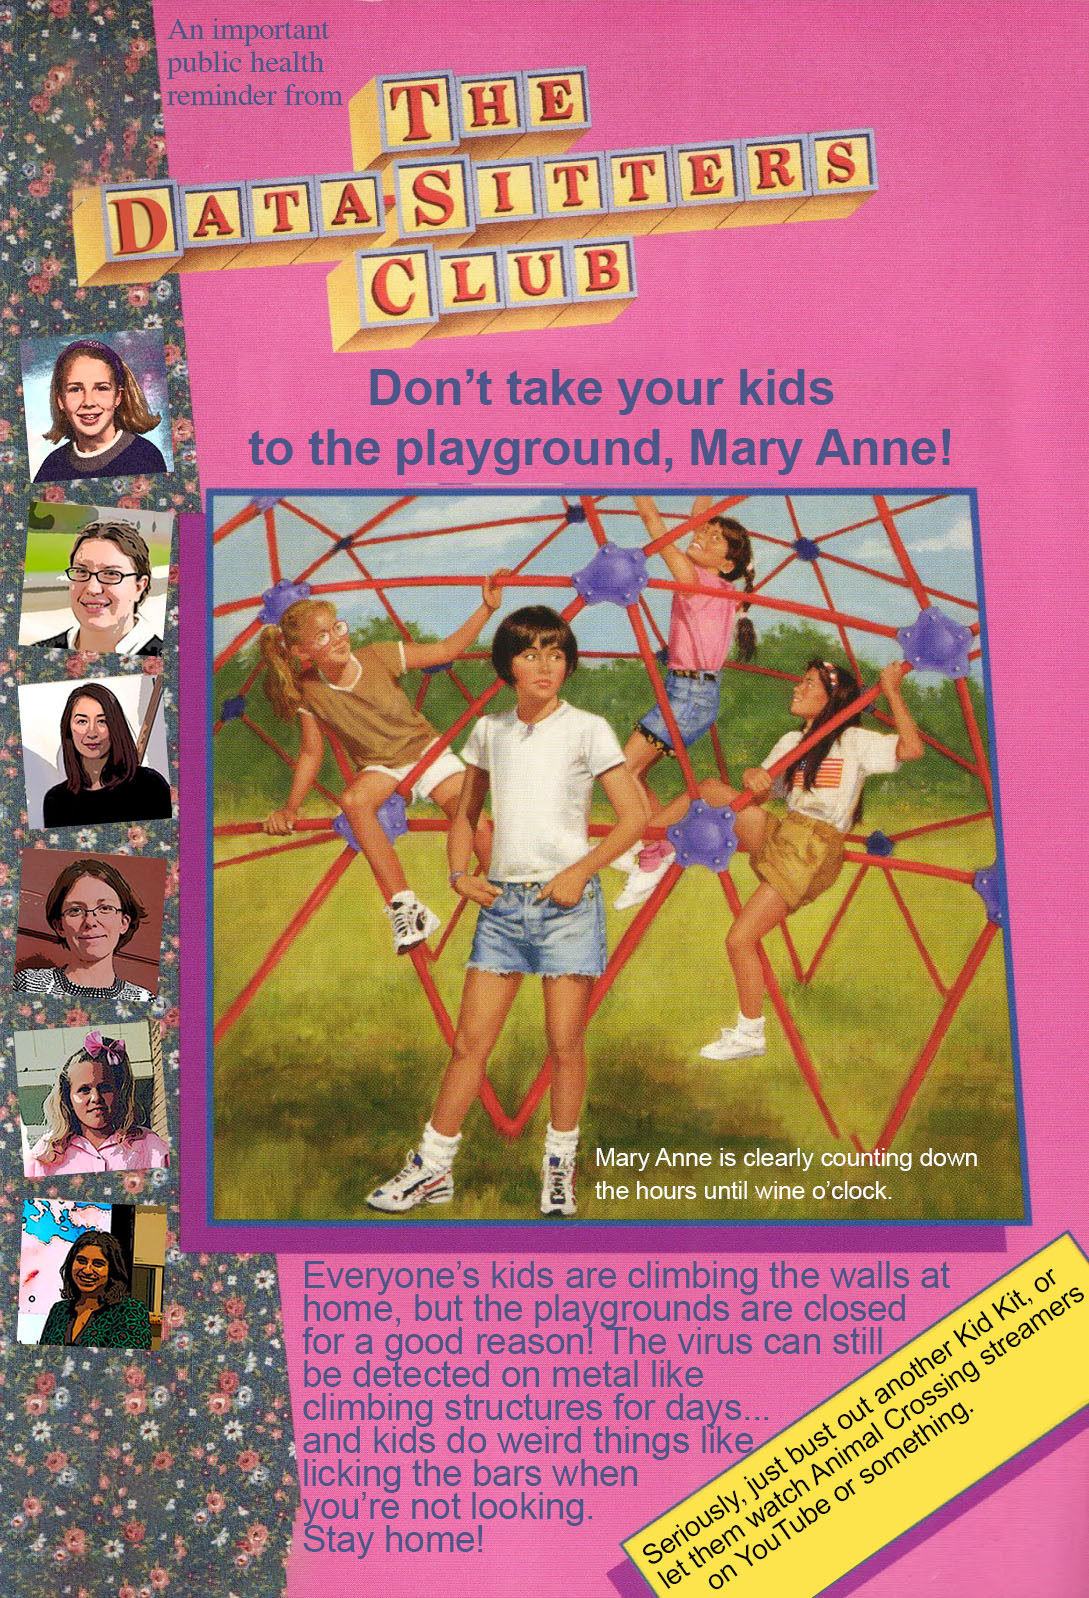 An important
public health
reminder from
THE
DATA SITTERS
CLUB
Don't take your kids
to the playground, Mary Anne!
Mary Anne is clearly counting down
the hours until wine o'clock.
Everyone's kids are climbing the walls at
home, but the playgrounds are closed
for a good reason! The virus can still
be detected on metal like
climbing structures for days...
and kids do weird things like
licking the bars when
you're not looking.
Stay home!
Seriously, just bust out another Kid Kit, or
let them watch Animal Crossing streamers
on YouTube or something.